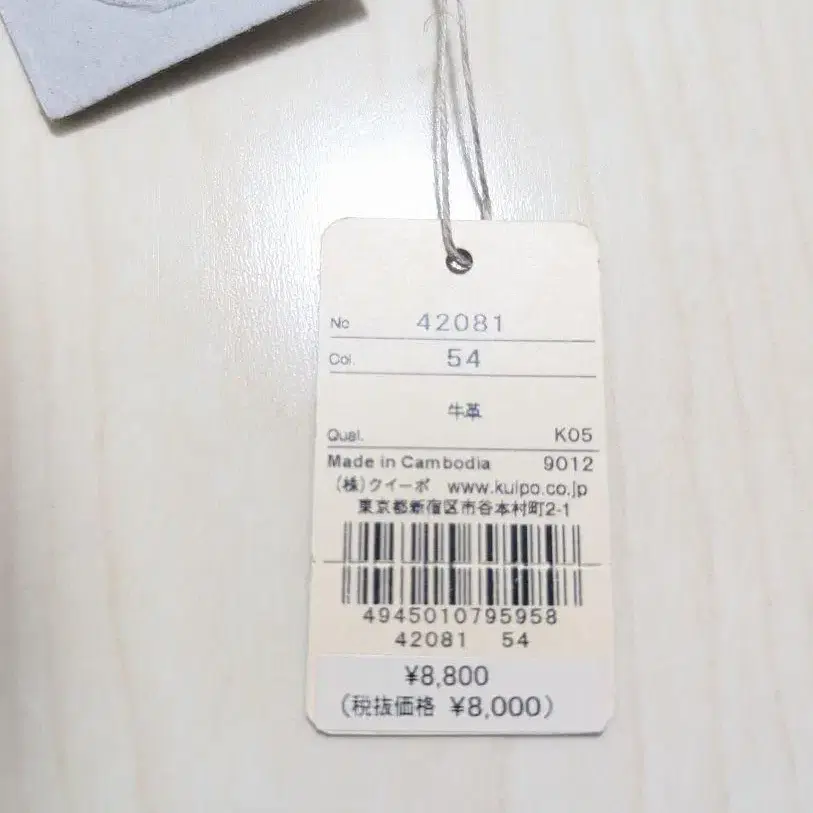 No 42081
Col. 54
牛革
Qual. K05
Made in Cambodia 9012
(株)クイーポ www.kuipo.co.jp
東京都新宿区市谷本村町2-1
4945010795958
42081 54
¥8,800
(税抜価格 ¥8,000)